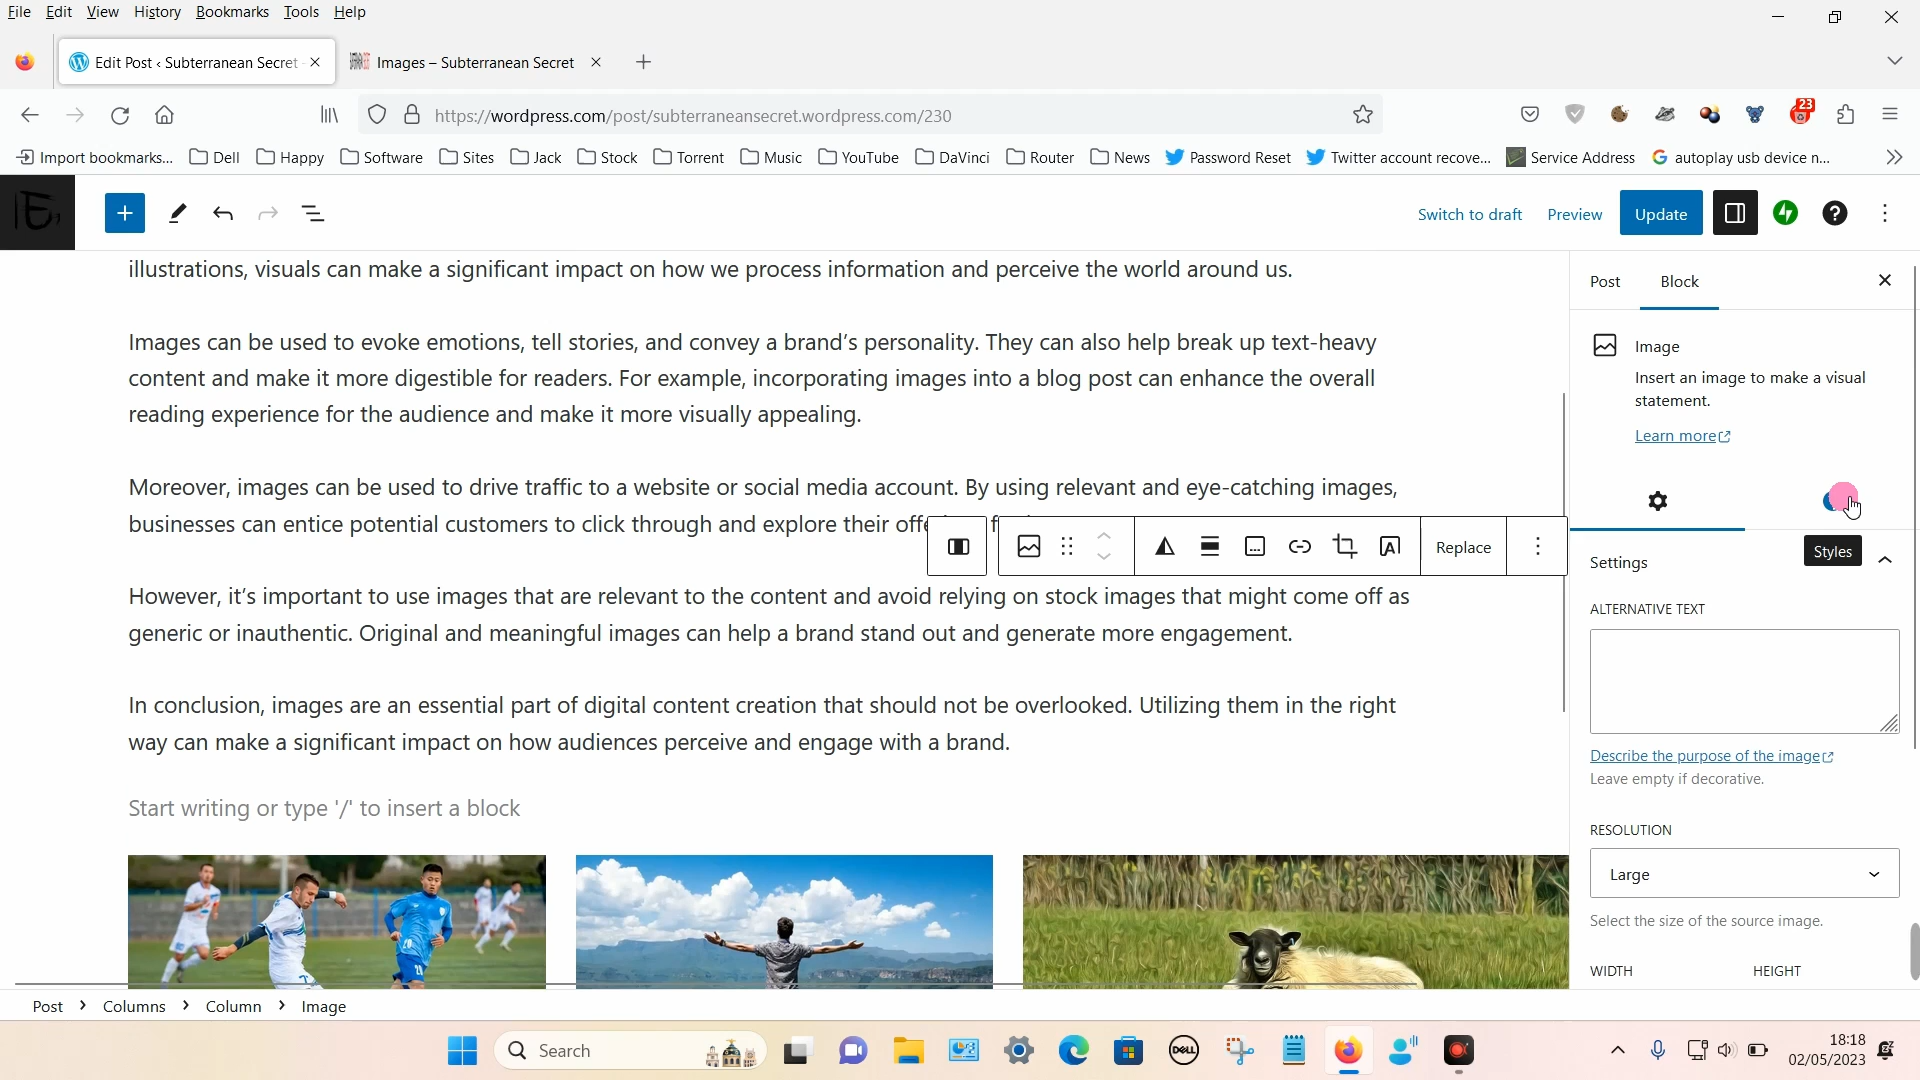 File Edit View History Bookmarks Tools Help
Edit Post ‹ Subterranean Secret
Images – Subterranean Secret
https://wordpress.com/post/subterraneansecret.wordpress.com/230
23
Import bookmarks... Dell Happy Software Sites Jack Stock Torrent Music YouTube DaVinci Router News Password Reset Twitter account recove... Service Address autoplay usb device n...
Switch to draft Preview Update
illustrations, visuals can make a significant impact on how we process information and perceive the world around us.
Images can be used to evoke emotions, tell stories, and convey a brand's personality. They can also help break up text-heavy
content and make it more digestible for readers. For example, incorporating images into a blog post can enhance the overall
reading experience for the audience and make it more visually appealing.
Moreover, images can be used to drive traffic to a website or social media account. By using relevant and eye-catching images,
businesses can entice potential customers to click through and explore their
Replace
However, it's important to use images that are relevant to the content and avoid relying on stock images that might come off as
generic or inauthentic. Original and meaningful images can help a brand stand out and generate more engagement.
In conclusion, images are an essential part of digital content creation that should not be overlooked. Utilizing them in the right
way can make a significant impact on how audiences perceive and engage with a brand.
Start writing or type '/' to insert a block
Post Block
Image
Insert an image to make a visual
statement.
Learn more
Styles
Settings
ALTERNATIVE TEXT
Describe the purpose of the image
Leave empty if decorative.
RESOLUTION
Large
Select the size of the source image.
WIDTH HEIGHT
Post Columns Column Image
Search
DELL
18:18
02/05/2023